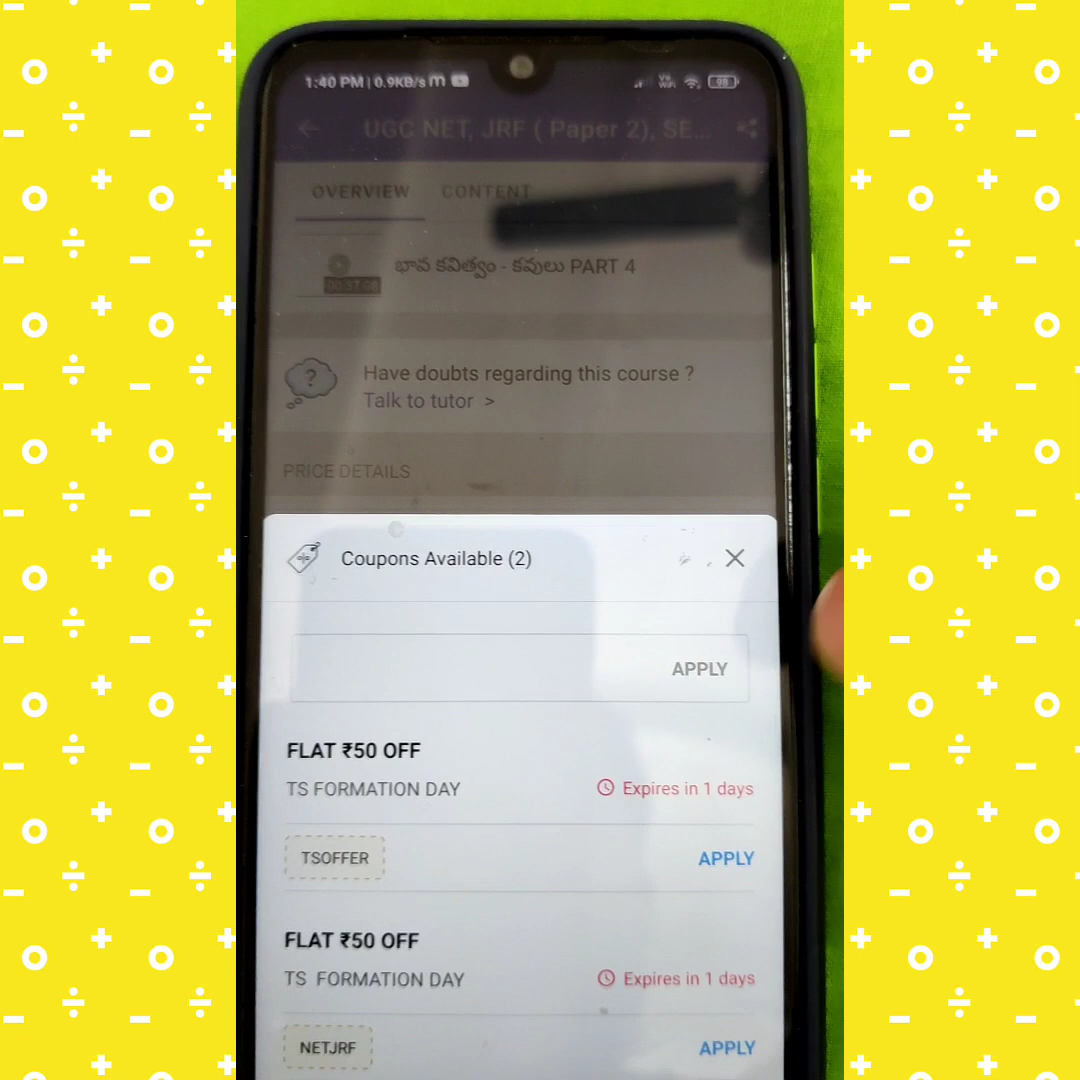 1:40 PM | 0.9KB/s m
98
UGC NET, JRF ( Paper 2), SE...
OVERVIEW CONTENT
భావ కవిత్వం - కవులు PART 4
Have doubts regarding this course ?
Talk to tutor >
PRICE DETAILS
Coupons Available (2)
APPLY
FLAT ₹50 OFF
TS FORMATION DAY
Expires in 1 days
TSOFFER
APPLY
FLAT ₹50 OFF
TS FORMATION DAY
Expires in 1 days
NETJRF
APPLY